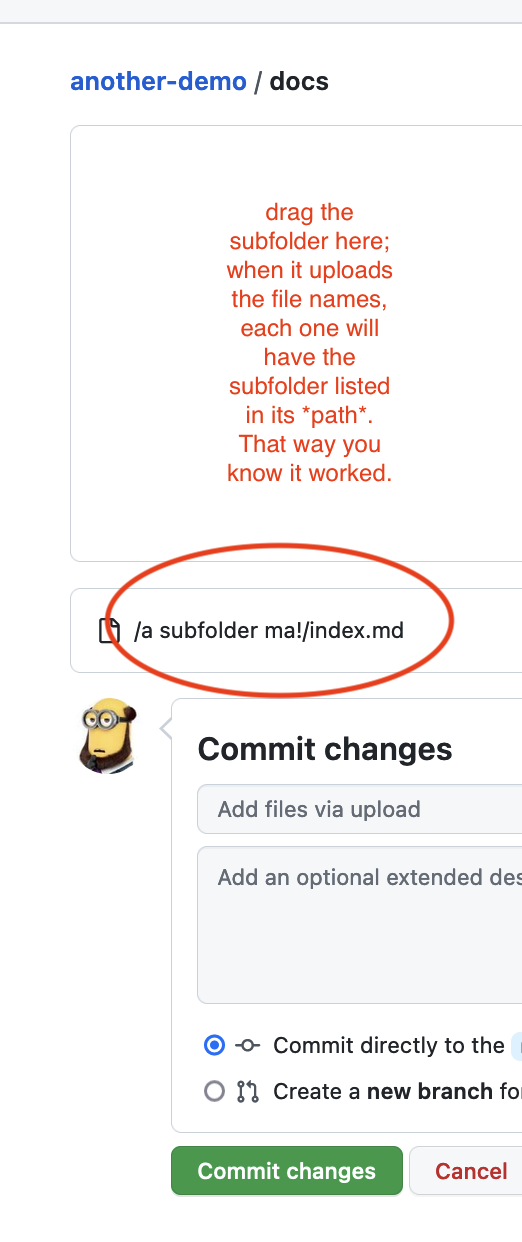 another-demo / docs
drag the
subfolder here;
when it uploads
the file names,
each one will
have the
subfolder listed
in its *path*.
That way you
know it worked.
/a subfolder ma!/index.md
Commit changes
Add files via upload
Add an optional extended
Commit directly to the
Create a new branch
Commit changes
Cancel